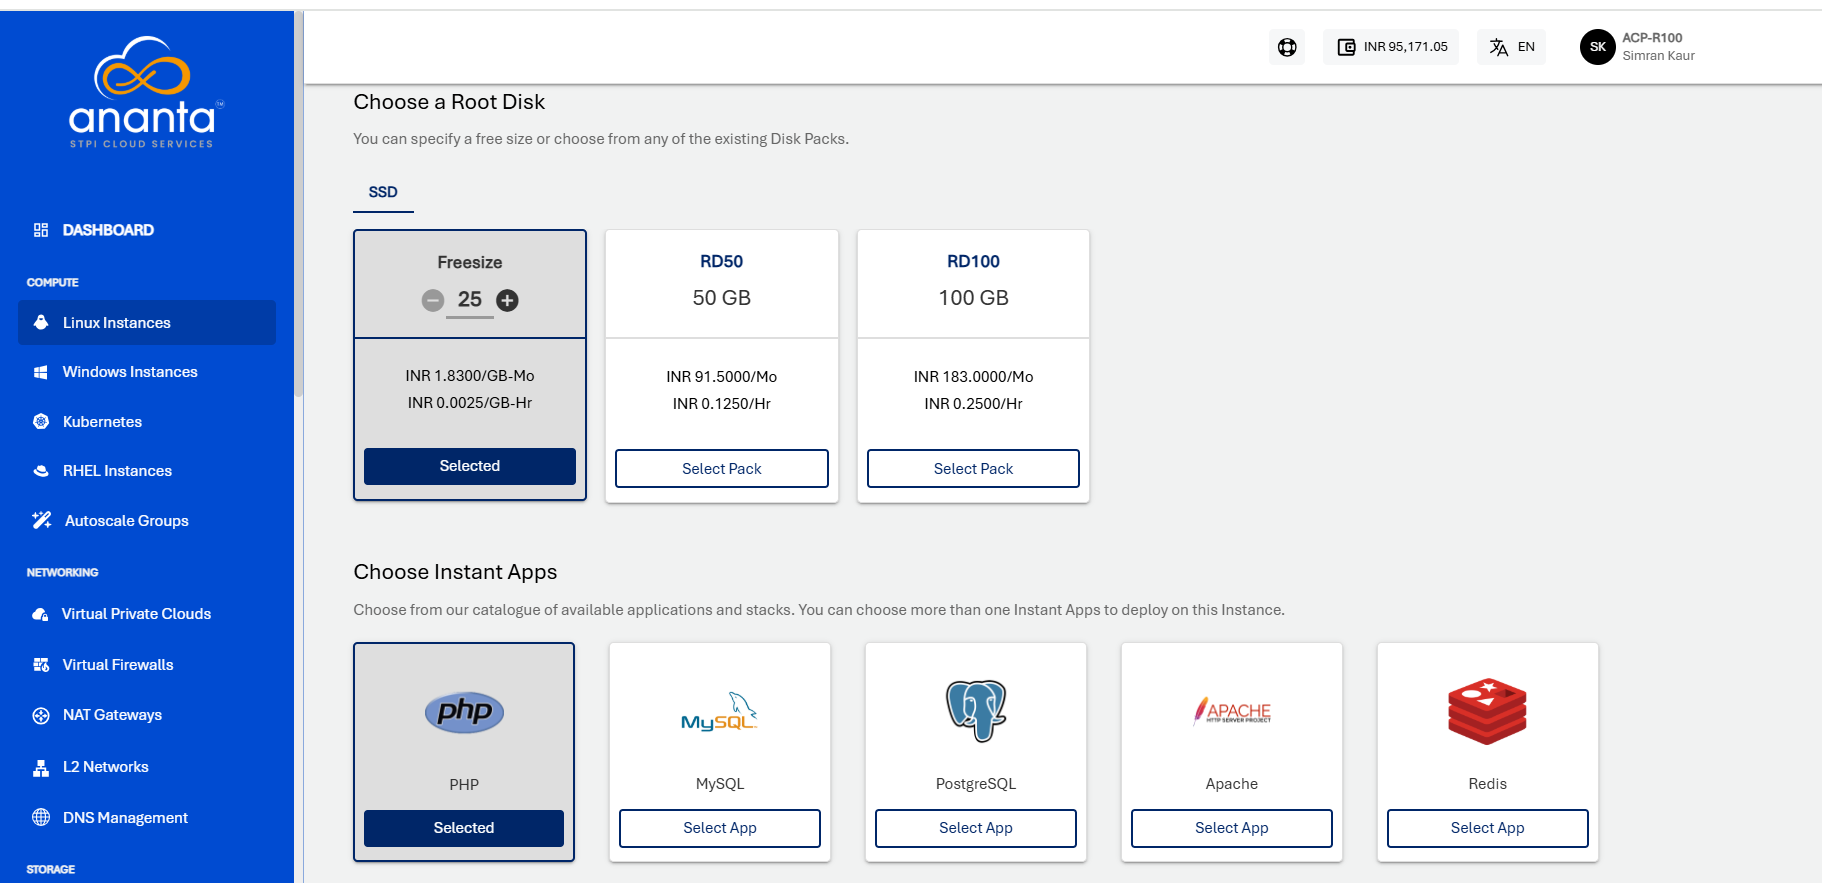 ananta
TM
STPI CLOUD SERVICES
DASHBOARD
COMPUTE
Linux Instances
Windows Instances
Kubernetes
RHEL Instances
Autoscale Groups
NETWORKING
Virtual Private Clouds
Virtual Firewalls
NAT Gateways
L2 Networks
DNS Management
STORAGE
INR 95,171.05
EN
SK
ACP-R100
Simran Kaur
Choose a Root Disk
You can specify a free size or choose from any of the existing Disk Packs.
SSD
Freesize
25
INR 1.8300/GB-Mo
INR 0.0025/GB-Hr
Selected
RD50
50 GB
INR 91.5000/Mo
INR 0.1250/Hr
Select Pack
RD100
100 GB
INR 183.0000/Mo
INR 0.2500/Hr
Select Pack
Choose Instant Apps
Choose from our catalogue of available applications and stacks. You can choose more than one Instant Apps to deploy on this Instance.
php
PHP
Selected
MySQL
MySQL
Select App
PostgreSQL
Select App
APACHE
HTTP SERVER PROJECT
Apache
Select App
Redis
Select App